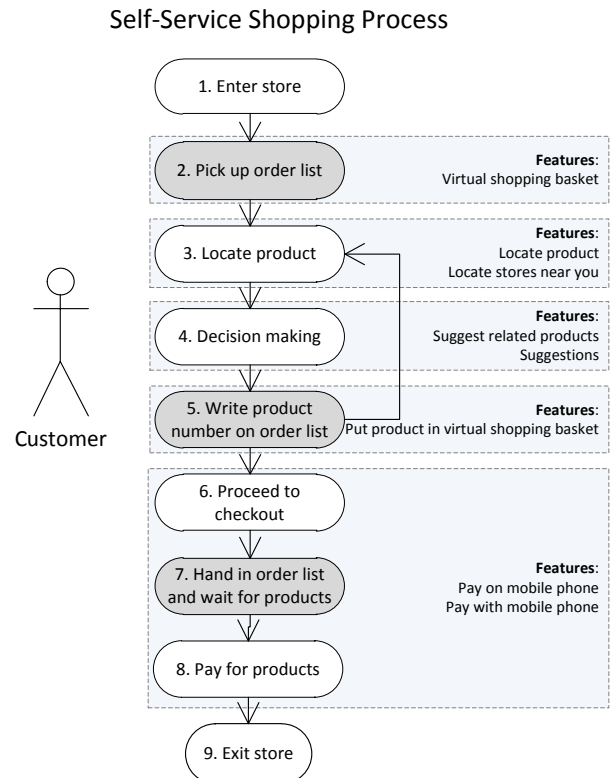 Self-Service Shopping Process
1. Enter store
2. Pick up order list
Features:
Virtual shopping basket
3. Locate product
Features:
Locate product
Locate stores near you
4. Decision making
Features:
Suggest related products
Suggestions
5. Write product
number on order list
Features:
Put product in virtual shopping basket
Customer
6. Proceed to
checkout
7. Hand in order list
and wait for products
Features:
Pay on mobile phone
Pay with mobile phone
8. Pay for products
9. Exit store